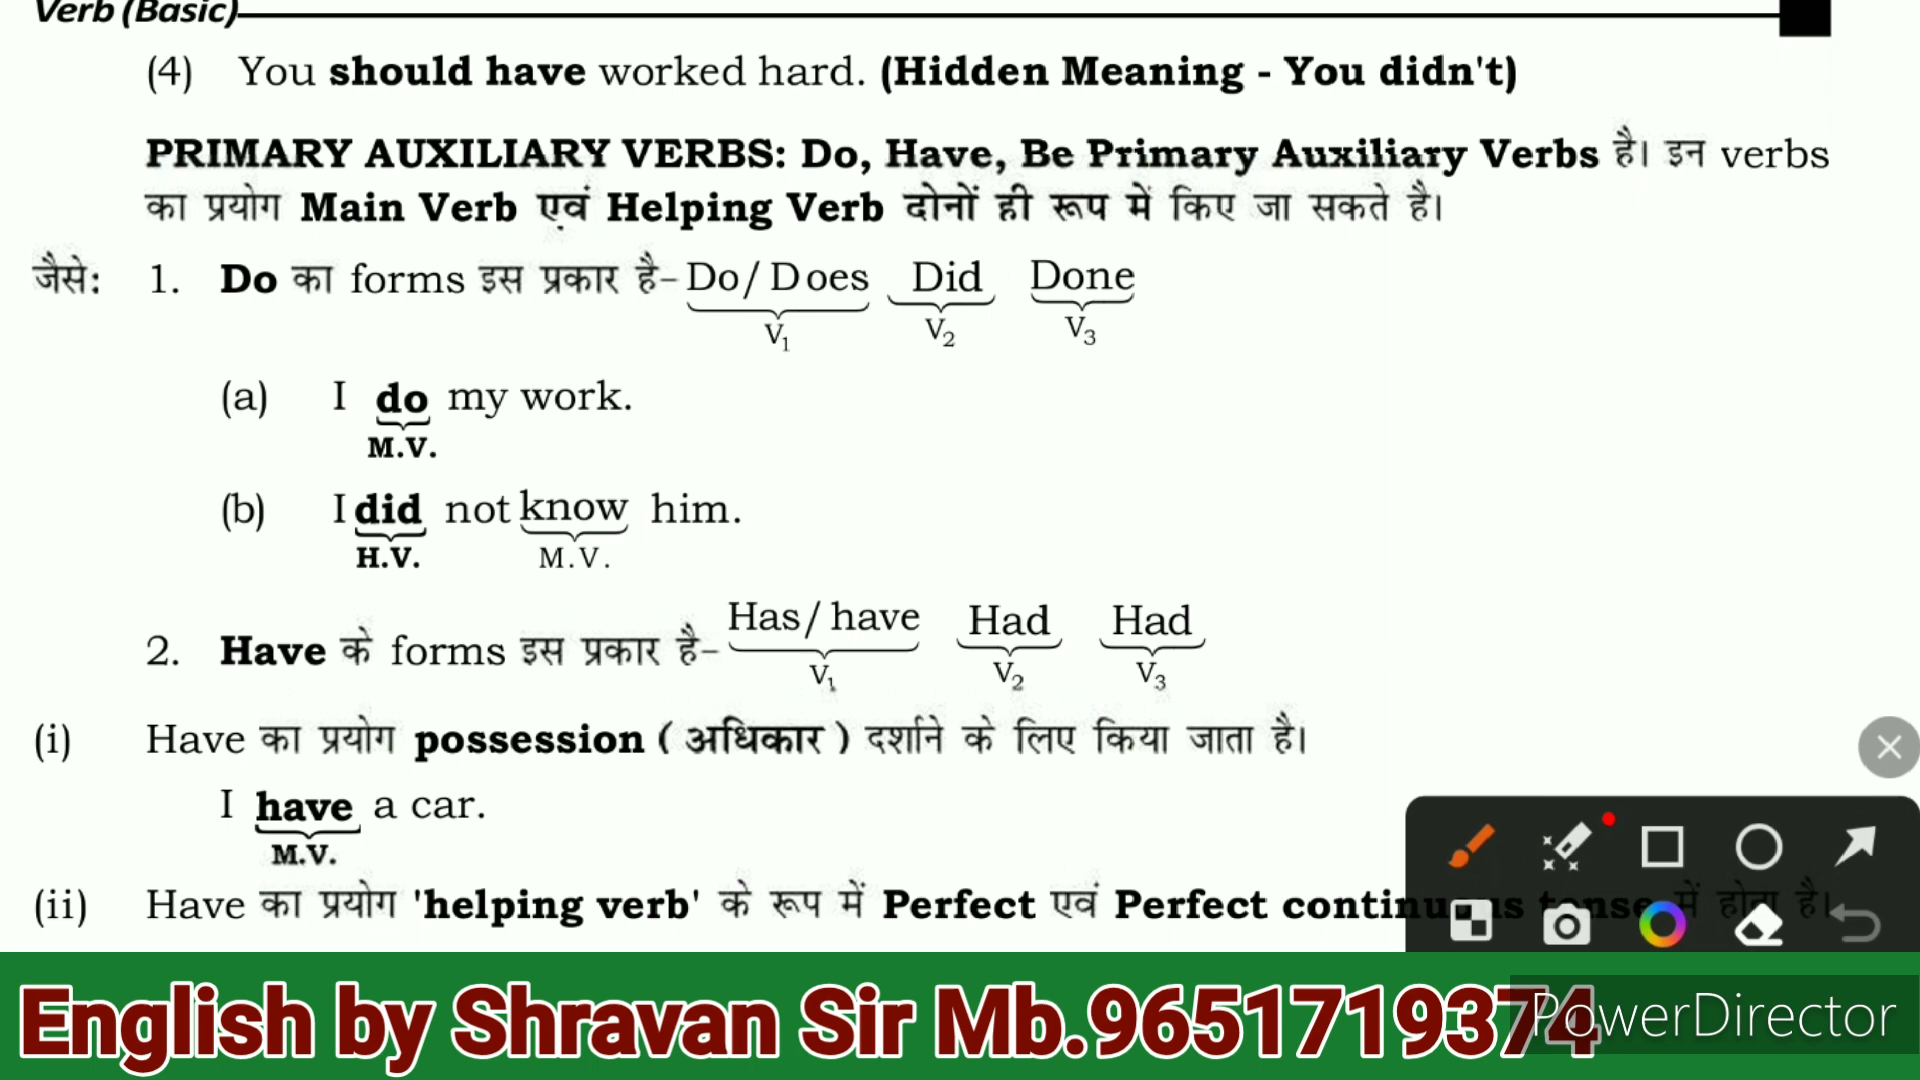 Verb (Basic)
(4) You should have worked hard. (Hidden Meaning - You didn't)
PRIMARY AUXILIARY VERBS: Do, Have, Be Primary Auxiliary Verbs है। इन verbs
का प्रयोग Main Verb एवं Helping Verb दोनों ही रूप में किए जा सकते है।
जैसे: 1. Do का forms इस प्रकार है- Do/Does Did Done
V1 V2 V3
(a) I do my work.
M.V.
(b) I did not know him.
H.V. M.V.
2. Have के forms इस प्रकार है- Has/have Had Had
V1 V2 V3
(i) Have का प्रयोग possession (अधिकार) दर्शाने के लिए किया जाता है।
I have a car.
M.V.
(ii) Have का प्रयोग 'helping verb' के रूप में Perfect एवं Perfect continuous tense में होता है।
English by Shravan Sir Mb.9651719374
PowerDirector